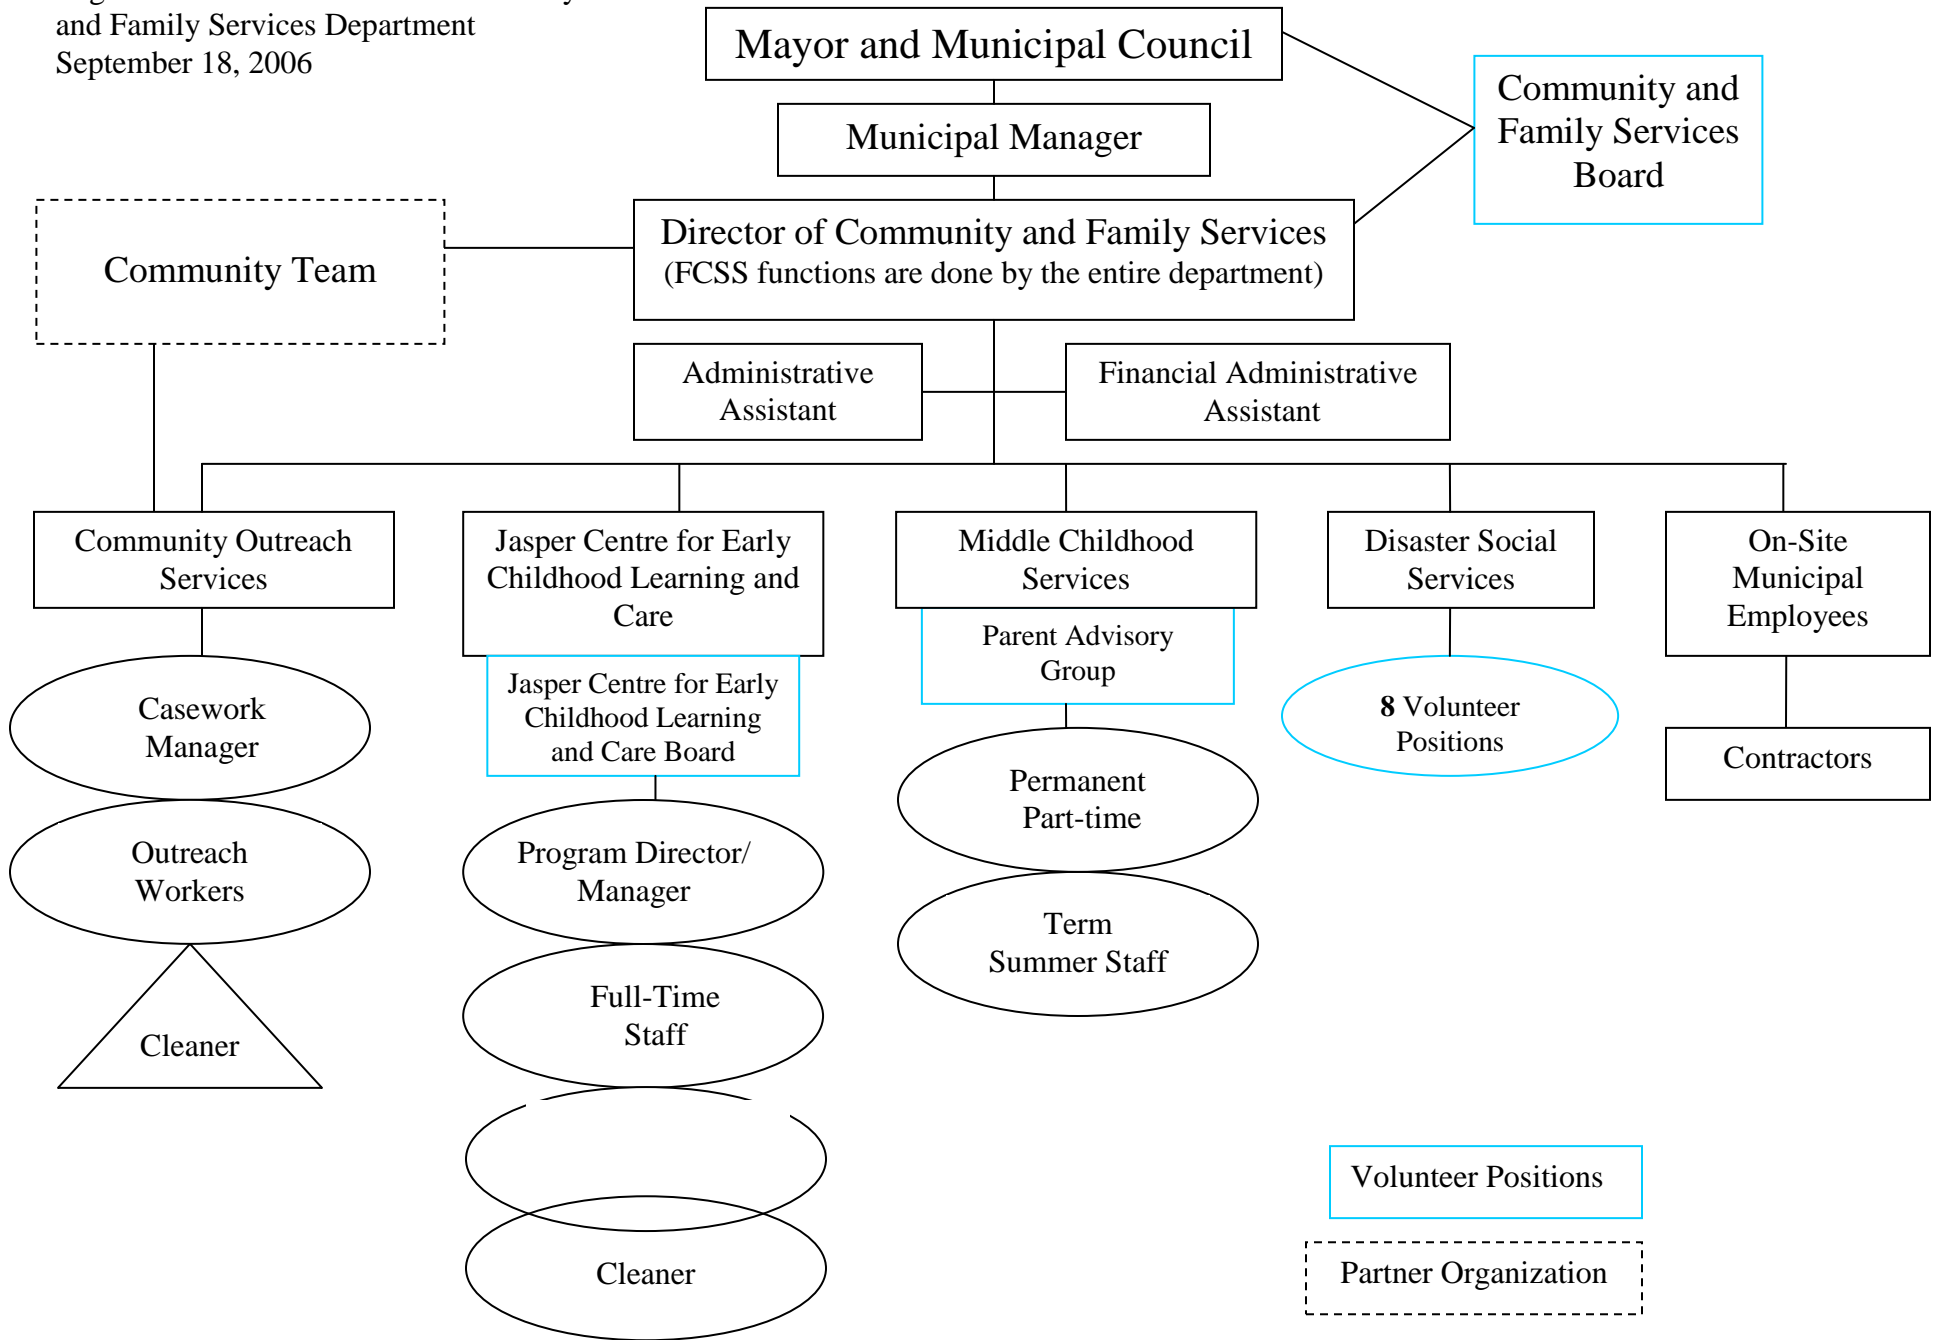 and Family Services Department
September 18, 2006
Mayor and Municipal Council
Community and
Family Services
Board
Municipal Manager
Community Team
Director of Community and Family Services
(FCSS functions are done by the entire department)
Administrative
Assistant
Financial Administrative
Assistant
Community Outreach
Services
Jasper Centre for Early
Childhood Learning and
Care
Middle Childhood
Services
Disaster Social
Services
On-Site
Municipal
Employees
Jasper Centre for Early
Childhood Learning
and Care Board
Parent Advisory
Group
8 Volunteer
Positions
Contractors
Casework
Manager
Permanent
Part-time
Outreach
Workers
Program Director/
Manager
Term
Summer Staff
Full-Time
Staff
Cleaner
Cleaner
Volunteer Positions
Partner Organization